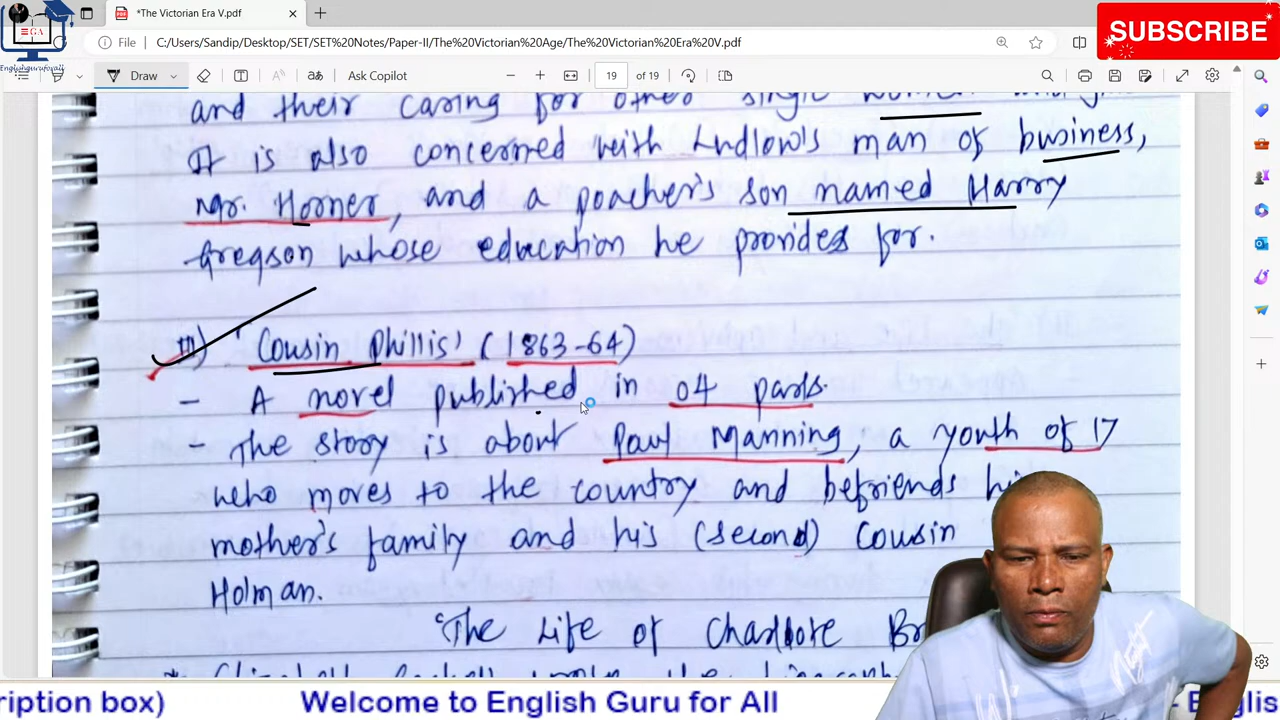 *The Victorian Era V.pdf
EGA
Englishguruforall
File
C:/Users/Sandip/Desktop/SET/SET%20Notes/Paper-II/The%20Victorian%20Age/The%20Victorian%20Era%20V.pdf
SUBSCRIBE
Draw
Ask Copilot
19 of 19
and their caring for other single women
It is also concerned with Ludlow's man of business,
Mr. Horner, and a poacher's son named Harry
Gregson whose education he provides for.
III) 'Cousin Phillis' (1863-64)
- A novel published in 04 parts.
- The story is about Paul Manning, a youth of 17
who moves to the country and befriends his
mother's family and his (second) cousin
Holman.
"The Life of Charlotte Br
ription box)
Welcome to English Guru for All
- Englis